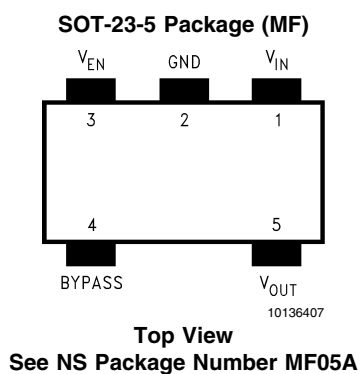 SOT-23-5 Package (MF)
VEN GND VIN
3 2 1
4 5
BYPASS VOUT
10136407
Top View
See NS Package Number MF05A